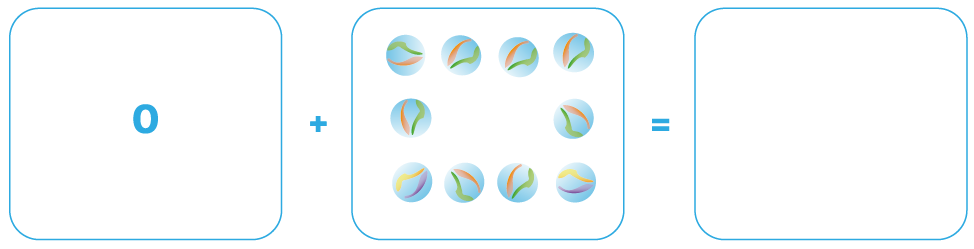 0 + =